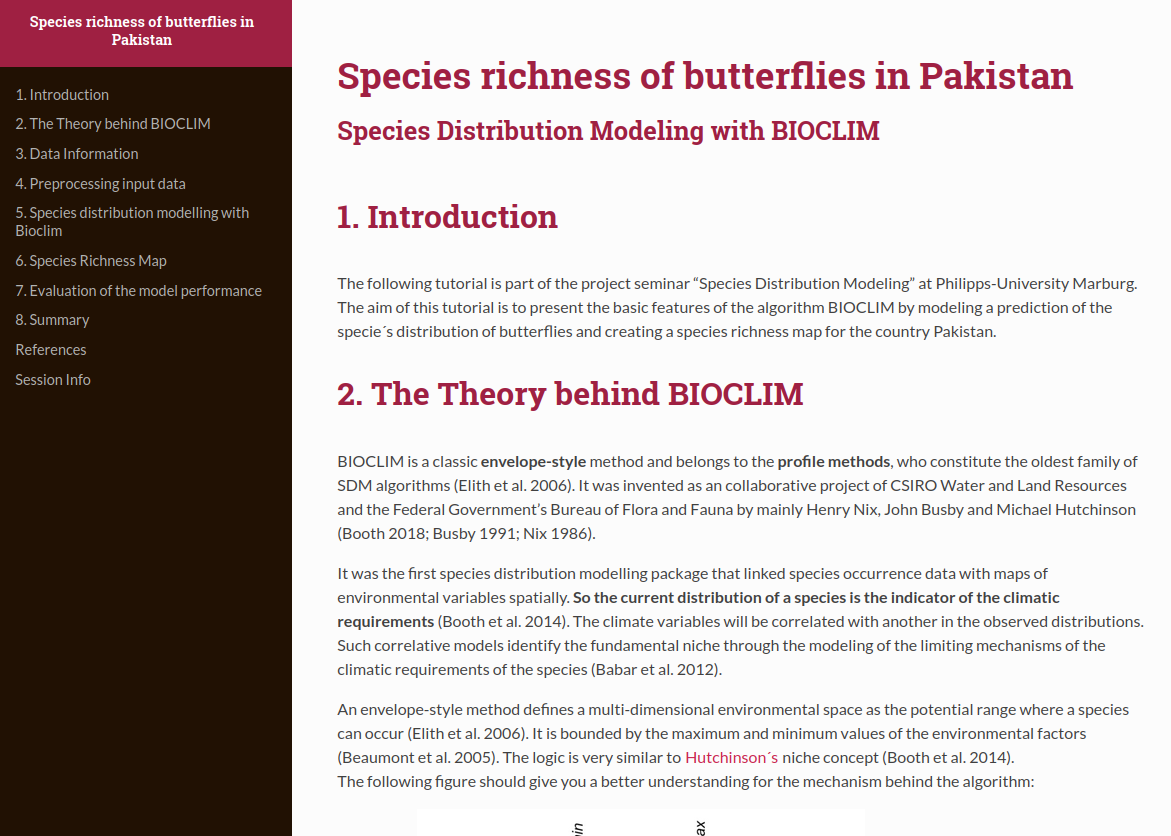 Species richness of butterflies in
Pakistan
1. Introduction
2. The Theory behind BIOCLIM
3. Data Information
4. Preprocessing input data
5. Species distribution modelling with
Bioclim
6. Species Richness Map
7. Evaluation of the model performance
8. Summary
References
Session Info
Species richness of butterflies in Pakistan
Species Distribution Modeling with BIOCLIM
1. Introduction
The following tutorial is part of the project seminar “Species Distribution Modeling” at Philipps-University Marburg.
The aim of this tutorial is to present the basic features of the algorithm BIOCLIM by modeling a prediction of the
specie´s distribution of butterflies and creating a species richness map for the country Pakistan.
2. The Theory behind BIOCLIM
BIOCLIM is a classic envelope-style method and belongs to the profile methods, who constitute the oldest family of
SDM algorithms (Elith et al. 2006). It was invented as an collaborative project of CSIRO Water and Land Resources
and the Federal Government’s Bureau of Flora and Fauna by mainly Henry Nix, John Busby and Michael Hutchinson
(Booth 2018; Busby 1991; Nix 1986).
It was the first species distribution modelling package that linked species occurrence data with maps of
environmental variables spatially. So the current distribution of a species is the indicator of the climatic
requirements (Booth et al. 2014). The climate variables will be correlated with another in the observed distributions.
Such correlative models identify the fundamental niche through the modeling of the limiting mechanisms of the
climatic requirements of the species (Babar et al. 2012).
An envelope-style method defines a multi-dimensional environmental space as the potential range where a species
can occur (Elith et al. 2006). It is bounded by the maximum and minimum values of the environmental factors
(Beaumont et al. 2005). The logic is very similar to Hutchinson´s niche concept (Booth et al. 2014).
The following figure should give you a better understanding for the mechanism behind the algorithm: